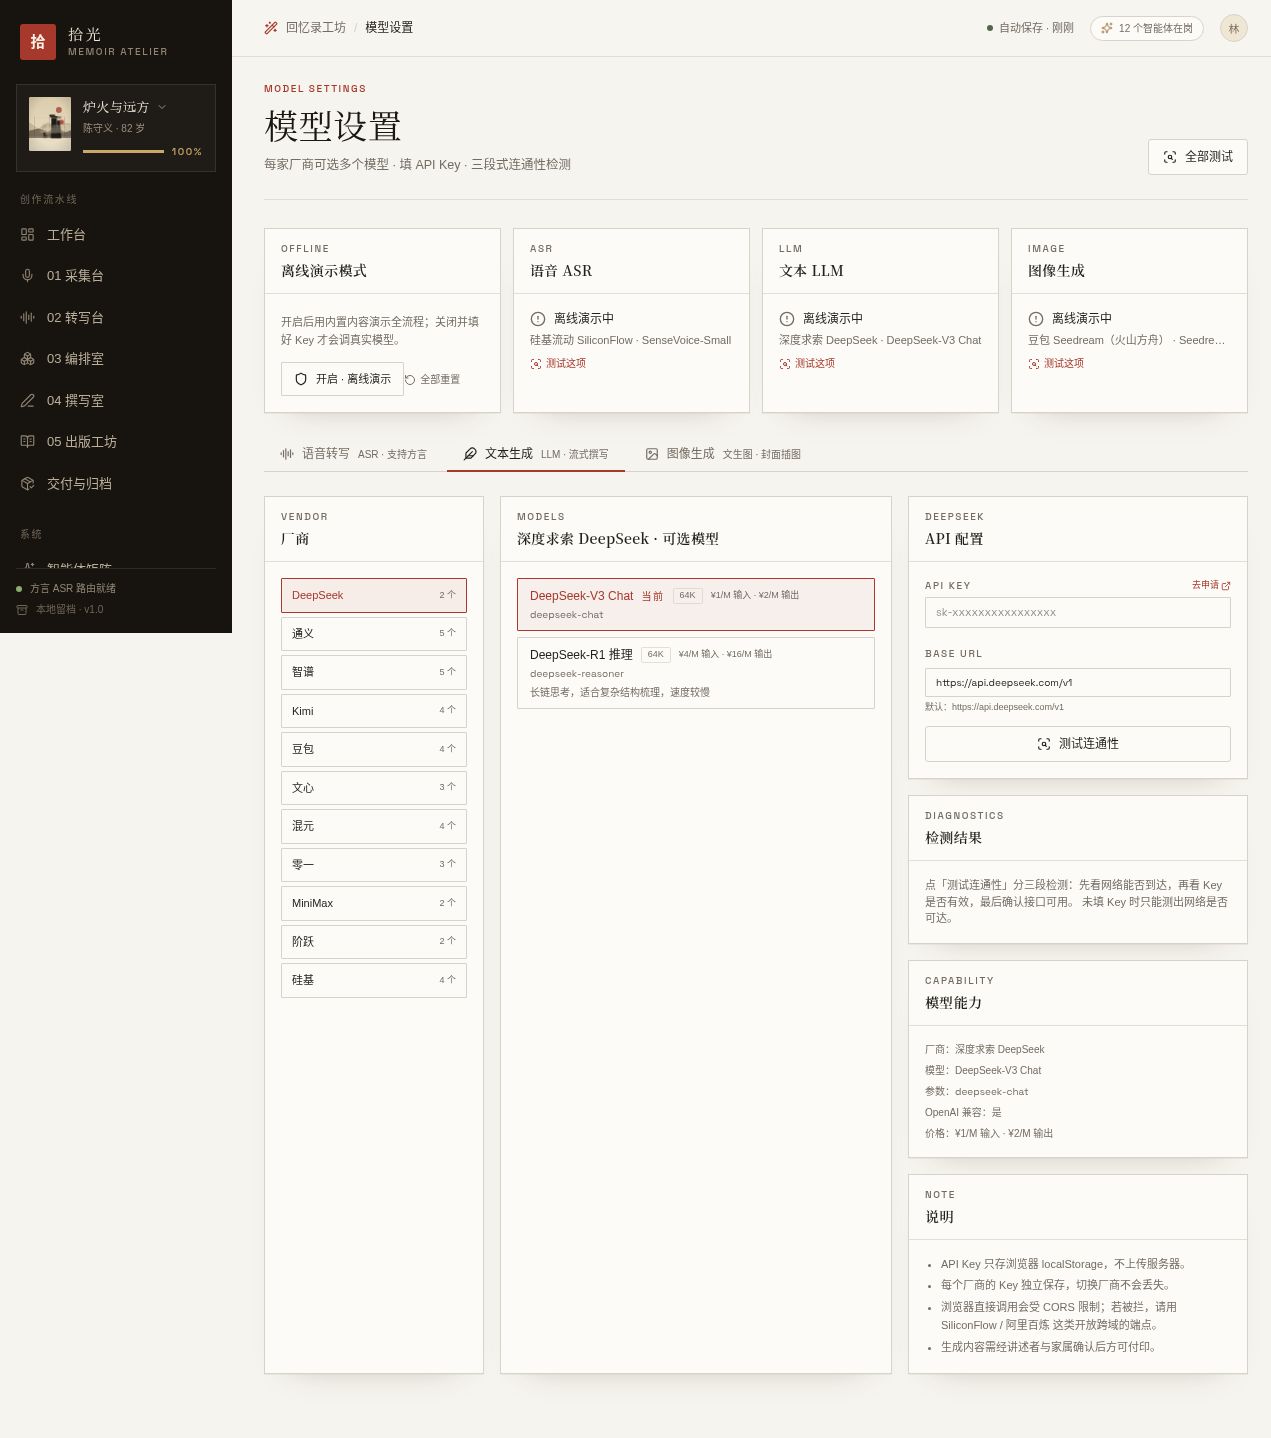 拾
拾光
MEMOIR ATELIER
炉火与远方
陈守义 · 82 岁
100%
创作流水线
工作台
01 采集台
02 转写台
03 编排室
04 撰写室
05 出版工坊
交付与归档
系统
智能体矩阵
方言 ASR 路由就绪
本地留档 · v1.0
回忆录工坊 / 模型设置
自动保存 · 刚刚
12 个智能体在岗
林
MODEL SETTINGS
模型设置
每家厂商可选多个模型 · 填 API Key · 三段式连通性检测
全部测试
OFFLINE
离线演示模式
开启后用内置内容演示全流程；关闭并填
好 Key 才会调真实模型。
开启 · 离线演示
全部重置
ASR
语音 ASR
离线演示中
硅基流动 SiliconFlow · SenseVoice-Small
测试这项
LLM
文本 LLM
离线演示中
深度求索 DeepSeek · DeepSeek-V3 Chat
测试这项
IMAGE
图像生成
离线演示中
豆包 Seedream（火山方舟） · Seedre…
测试这项
语音转写 ASR · 支持方言
文本生成 LLM · 流式撰写
图像生成 文生图 · 封面插图
VENDOR
厂商
DeepSeek 2 个
通义 5 个
智谱 5 个
Kimi 4 个
豆包 4 个
文心 3 个
混元 4 个
零一 3 个
MiniMax 2 个
阶跃 2 个
硅基 4 个
MODELS
深度求索 DeepSeek · 可选模型
DeepSeek-V3 Chat 当前 64K ¥1/M 输入 · ¥2/M 输出
deepseek-chat
DeepSeek-R1 推理 64K ¥4/M 输入 · ¥16/M 输出
deepseek-reasoner
长链思考，适合复杂结构梳理，速度较慢
DEEPSEEK
API 配置
API KEY 去申请
sk-xxxxxxxxxxxxxxxx
BASE URL
https://api.deepseek.com/v1
默认：https://api.deepseek.com/v1
测试连通性
DIAGNOSTICS
检测结果
点「测试连通性」分三段检测：先看网络能否到达，再看 Key
是否有效，最后确认接口可用。 未填 Key 时只能测出网络是否
可达。
CAPABILITY
模型能力
厂商：深度求索 DeepSeek
模型：DeepSeek-V3 Chat
参数：deepseek-chat
OpenAI 兼容：是
价格：¥1/M 输入 · ¥2/M 输出
NOTE
说明
• API Key 只存浏览器 localStorage，不上传服务器。
• 每个厂商的 Key 独立保存，切换厂商不会丢失。
• 浏览器直接调用会受 CORS 限制；若被拦，请用
SiliconFlow / 阿里百炼 这类开放跨域的端点。
• 生成内容需经讲述者与家属确认后方可付印。